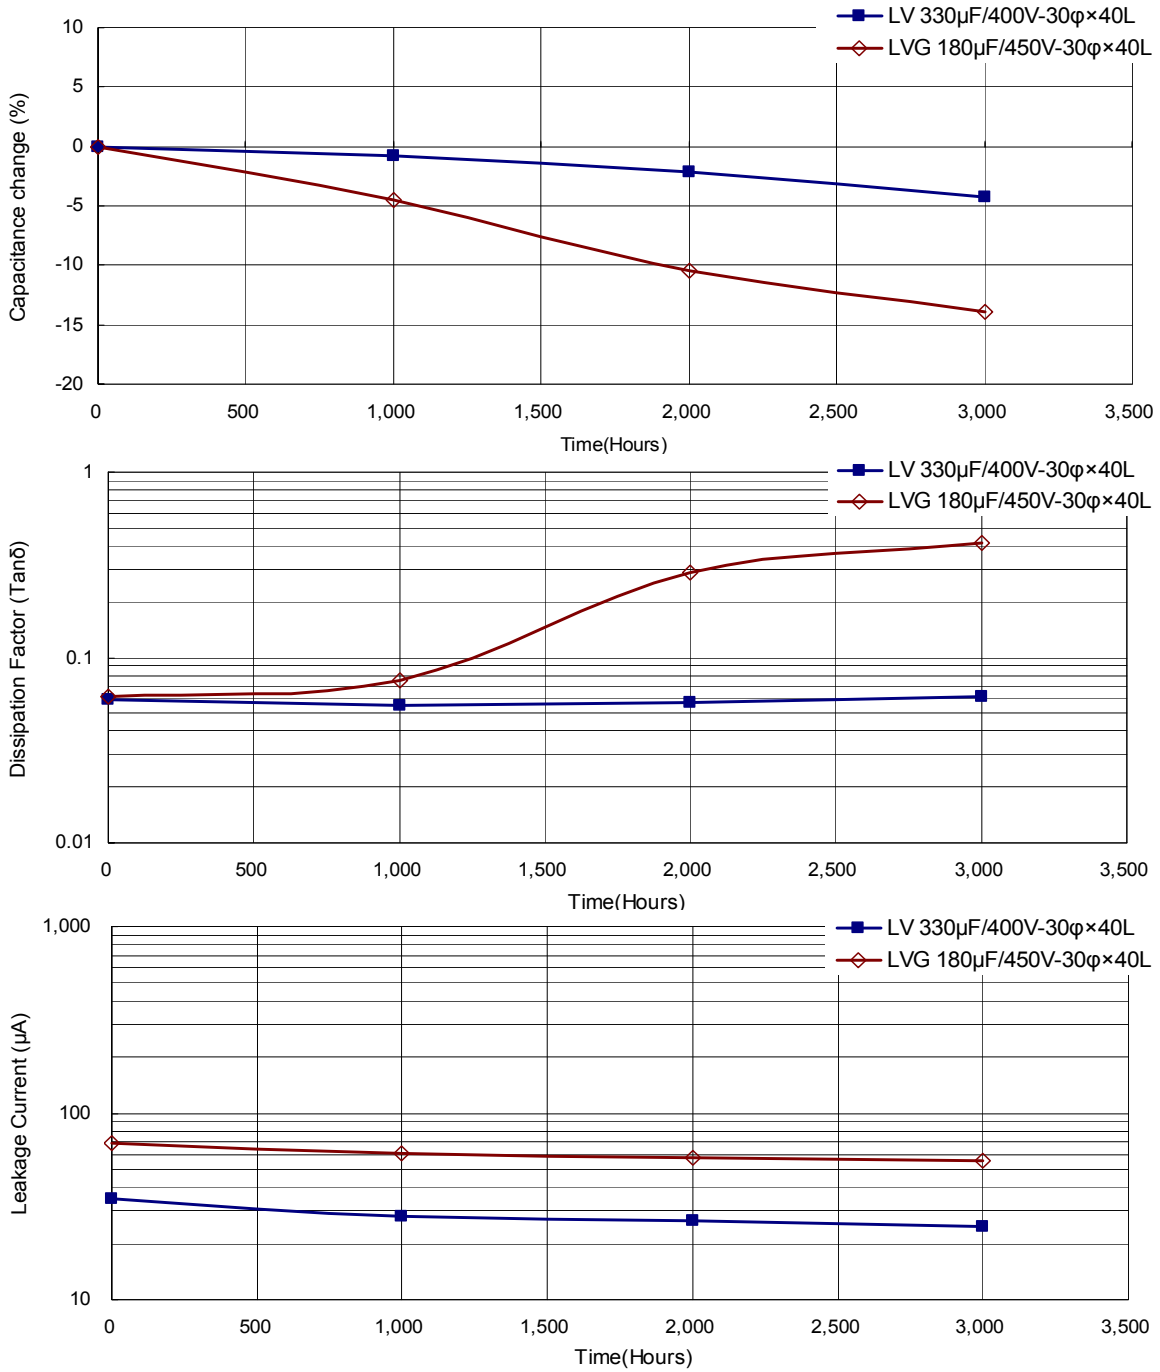 LV 330μF/400V-30φ×40L
LVG 180μF/450V-30φ×40L
Capacitance change (%)
10
5
0
-5
-10
-15
-20
0 500 1,000 1,500 2,000 2,500 3,000 3,500
Time(Hours)
LV 330μF/400V-30φ×40L
LVG 180μF/450V-30φ×40L
Dissipation Factor (Tanδ)
1
0.1
0.01
0 500 1,000 1,500 2,000 2,500 3,000 3,500
Time(Hours)
LV 330μF/400V-30φ×40L
LVG 180μF/450V-30φ×40L
Leakage Current (μA)
1,000
100
10
0 500 1,000 1,500 2,000 2,500 3,000 3,500
Time(Hours)